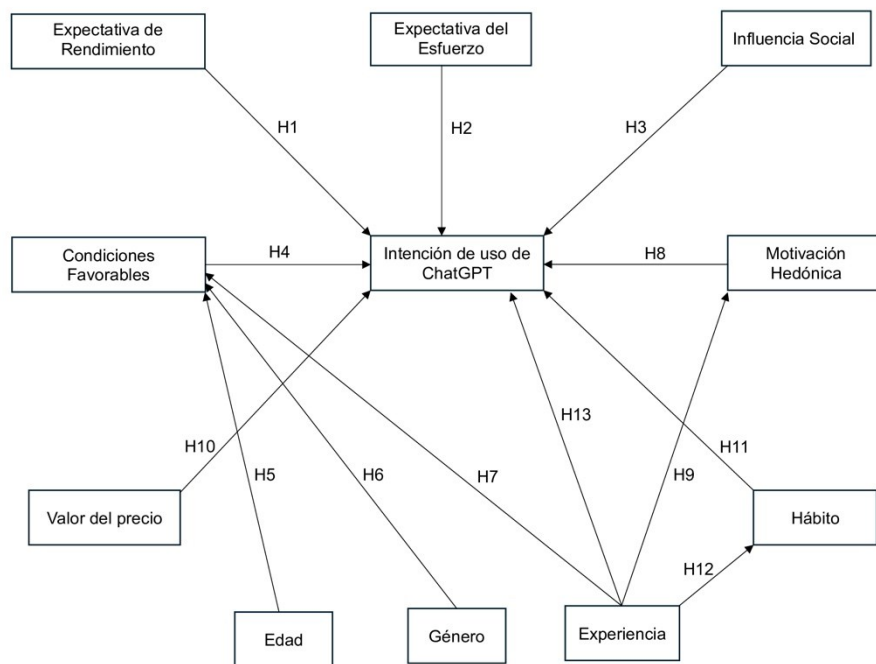 Expectativa de
Rendimiento
Expectativa del
Esfuerzo
Influencia Social
H1
H2
H3
Condiciones
Favorables
H4
Intención de uso de
ChatGPT
H8
Motivación
Hedónica
H13
H10
H5
H6
H7
H9
H11
Valor del precio
Hábito
H12
Edad
Género
Experiencia